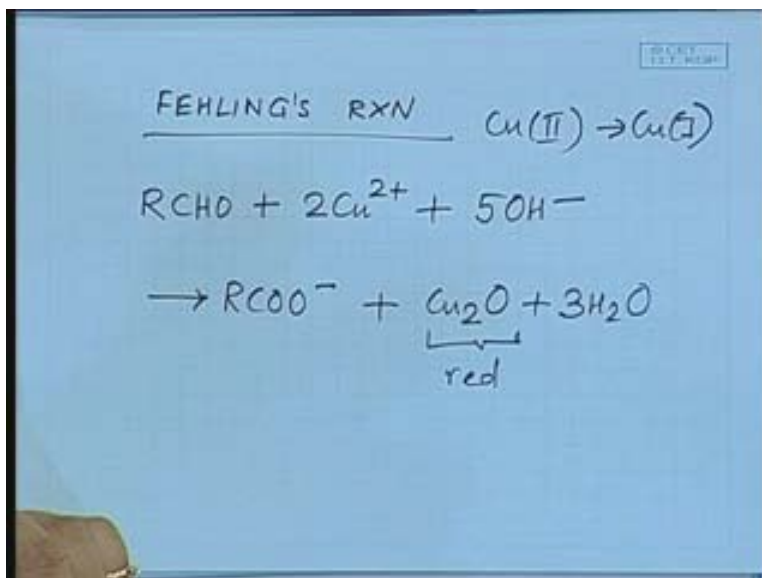 FEHLING'S RXN Cu(II) → Cu(I)
RCHO + 2Cu²⁺ + 5OH⁻
→ RCOO⁻ + Cu₂O + 3H₂O
red